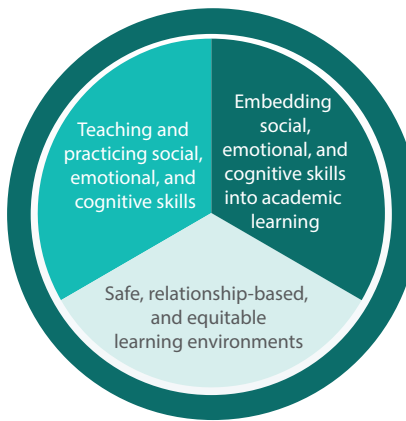 Teaching and
practicing social,
emotional, and
cognitive skills
Embedding
social,
emotional, and
cognitive skills
into academic
learning
Safe, relationship-based,
and equitable
learning environments